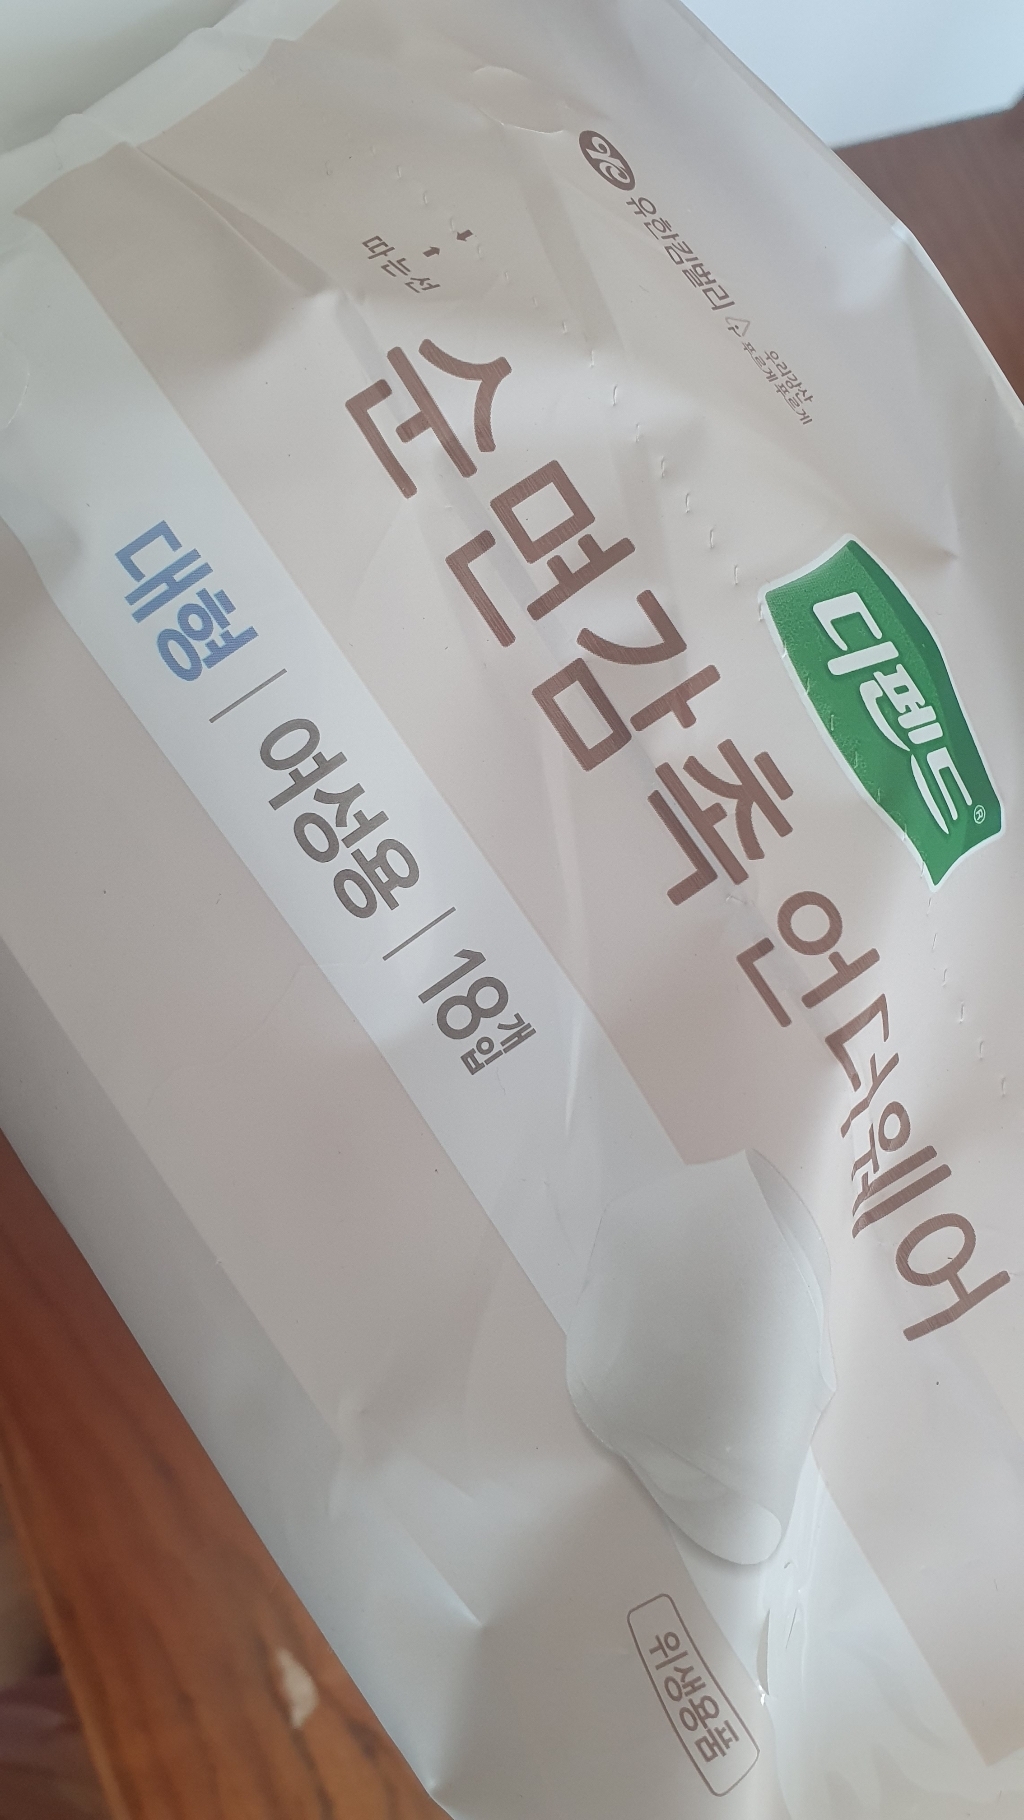 유한킴벌리
우리강산
푸르게 푸르게
따는선
디펜드®
순면감촉 언더웨어
대형 | 여성용 | 18개입
위생용품